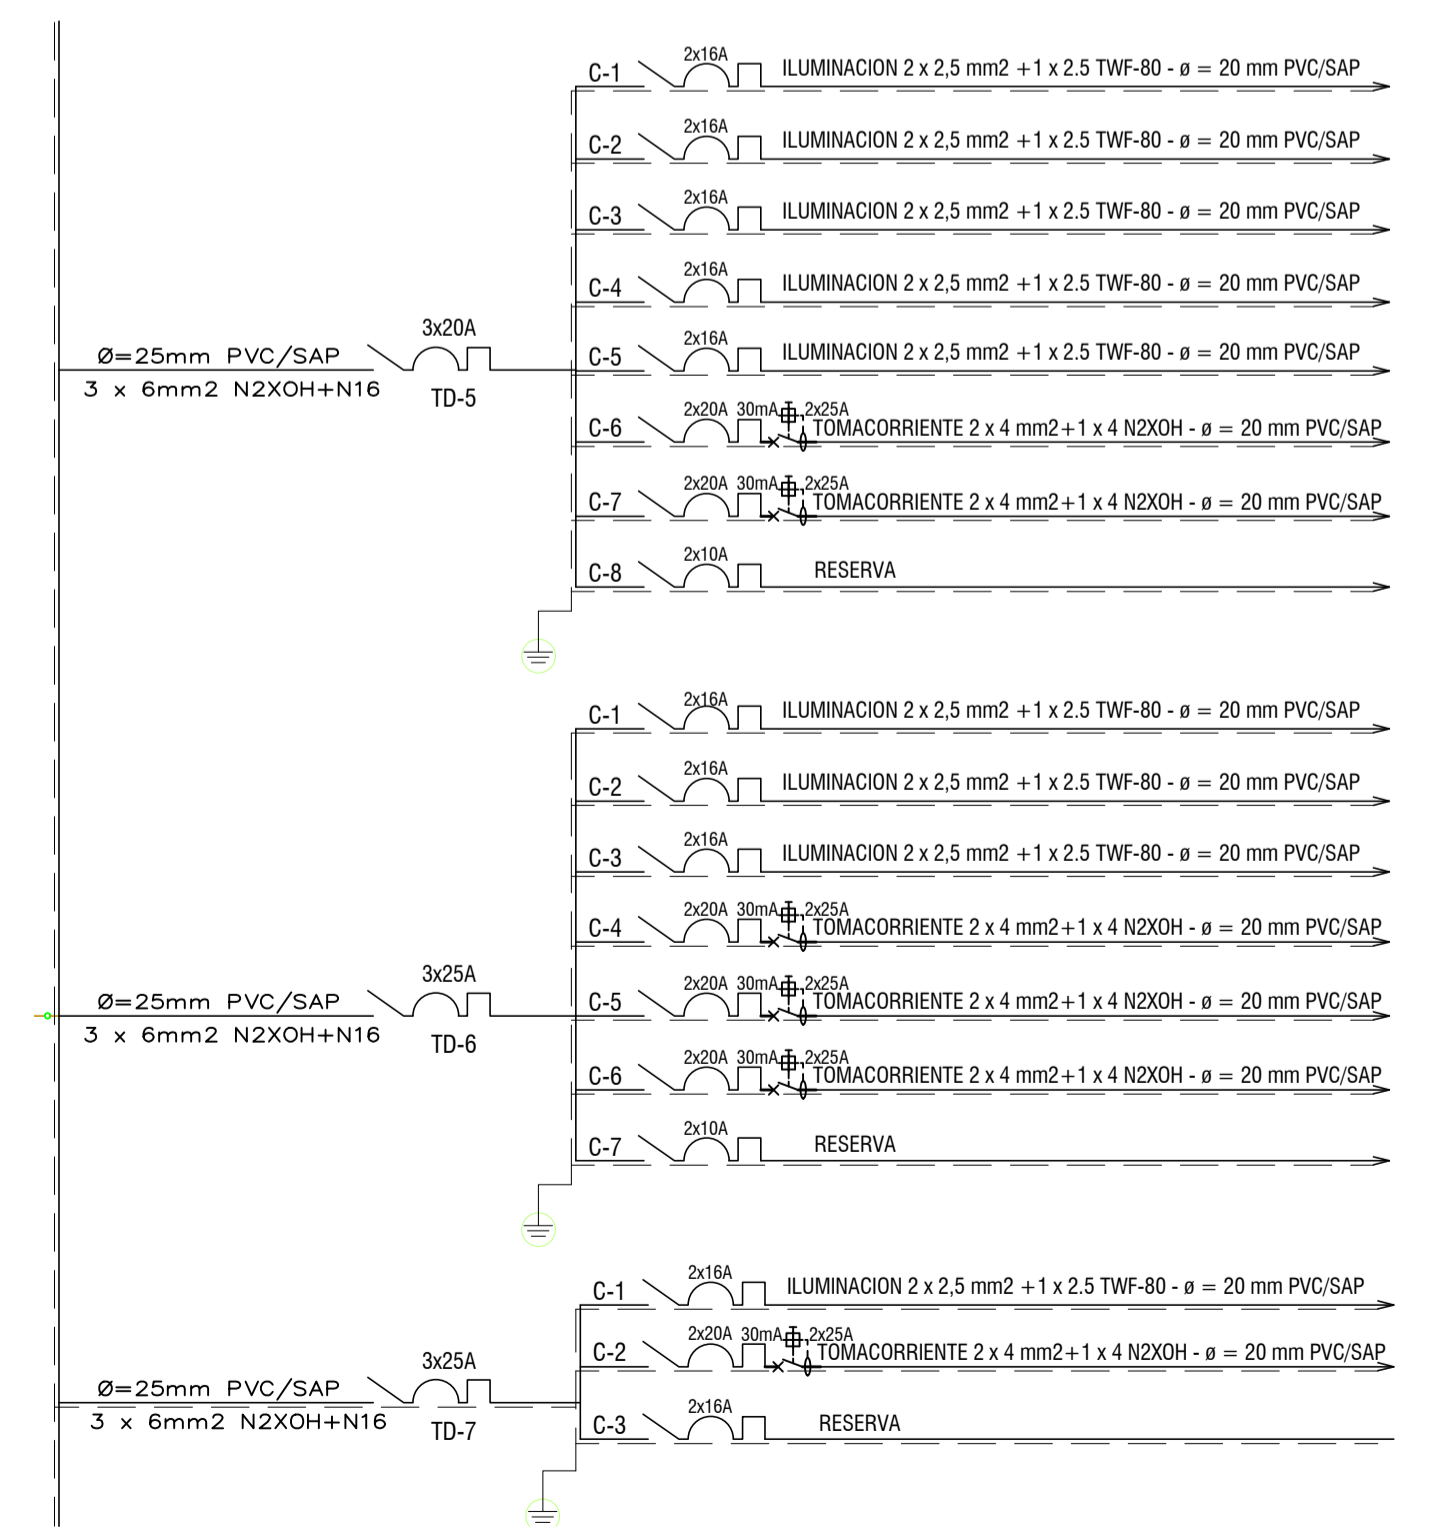 2x16A
C-1 ILUMINACION 2 x 2,5 mm2 +1 x 2.5 TWF-80 - ø = 20 mm PVC/SAP
2x16A
C-2 ILUMINACION 2 x 2,5 mm2 +1 x 2.5 TWF-80 - ø = 20 mm PVC/SAP
2x16A
C-3 ILUMINACION 2 x 2,5 mm2 +1 x 2.5 TWF-80 - ø = 20 mm PVC/SAP
2x16A
C-4 ILUMINACION 2 x 2,5 mm2 +1 x 2.5 TWF-80 - ø = 20 mm PVC/SAP
3x20A
Ø=25mm PVC/SAP
3 x 6mm2 N2XOH+N16
TD-5
2x16A
C-5 ILUMINACION 2 x 2,5 mm2 +1 x 2.5 TWF-80 - ø = 20 mm PVC/SAP
2x20A 30mA 2x25A
C-6 TOMACORRIENTE 2 x 4 mm2+1 x 4 N2XOH - ø = 20 mm PVC/SAP
2x20A 30mA 2x25A
C-7 TOMACORRIENTE 2 x 4 mm2+1 x 4 N2XOH - ø = 20 mm PVC/SAP
2x10A
C-8 RESERVA
2x16A
C-1 ILUMINACION 2 x 2,5 mm2 +1 x 2.5 TWF-80 - ø = 20 mm PVC/SAP
2x16A
C-2 ILUMINACION 2 x 2,5 mm2 +1 x 2.5 TWF-80 - ø = 20 mm PVC/SAP
2x16A
C-3 ILUMINACION 2 x 2,5 mm2 +1 x 2.5 TWF-80 - ø = 20 mm PVC/SAP
2x20A 30mA 2x25A
C-4 TOMACORRIENTE 2 x 4 mm2+1 x 4 N2XOH - ø = 20 mm PVC/SAP
3x25A
Ø=25mm PVC/SAP
3 x 6mm2 N2XOH+N16
TD-6
2x20A 30mA 2x25A
C-5 TOMACORRIENTE 2 x 4 mm2+1 x 4 N2XOH - ø = 20 mm PVC/SAP
2x20A 30mA 2x25A
C-6 TOMACORRIENTE 2 x 4 mm2+1 x 4 N2XOH - ø = 20 mm PVC/SAP
2x10A
C-7 RESERVA
2x16A
C-1 ILUMINACION 2 x 2,5 mm2 +1 x 2.5 TWF-80 - ø = 20 mm PVC/SAP
2x20A 30mA 2x25A
C-2 TOMACORRIENTE 2 x 4 mm2+1 x 4 N2XOH - ø = 20 mm PVC/SAP
3x25A
Ø=25mm PVC/SAP
3 x 6mm2 N2XOH+N16
TD-7
2x16A
C-3 RESERVA